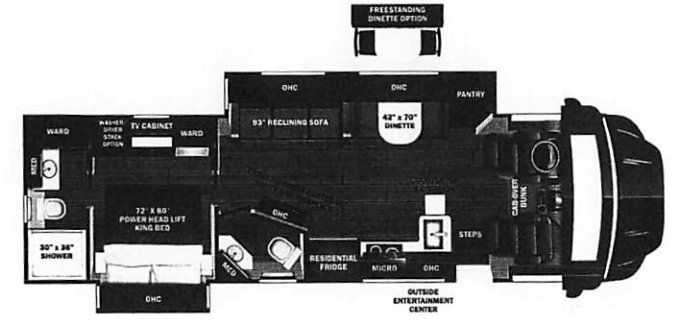 FREESTANDING
DINETTE OPTION
OHC
OHC
PANTRY
WARD
WASHER
DRYER
STACK
OPTION
TV CABINET
WARD
93" RECLINING SOFA
42" x 70"
DINETTE
MED
72" X 80"
POWER HEAD LIFT
KING BED
CAB-OVER
BUNK
OHC
30" x 36"
SHOWER
MED
RESIDENTIAL
FRIDGE
MICRO
OHC
STEPS
OHC
OUTSIDE
ENTERTAINMENT
CENTER